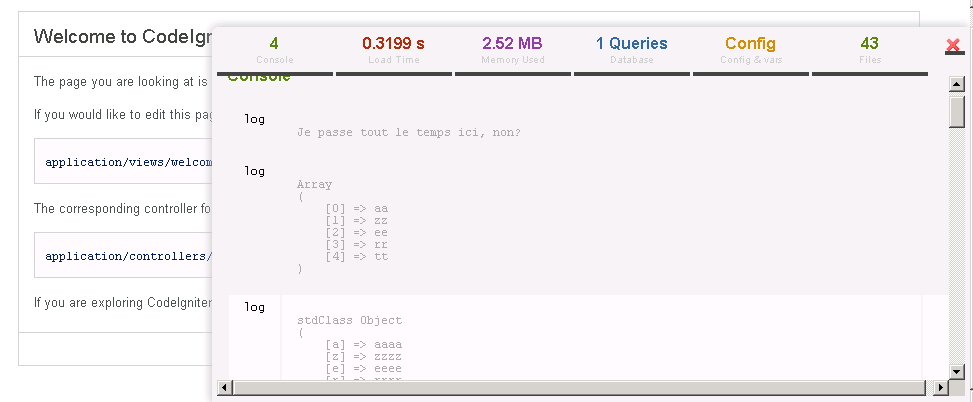 Welcome to CodeIgn
The page you are looking at is
If you would like to edit this pag
application/views/welcom
The corresponding controller fo
application/controllers/
If you are exploring CodeIgniter
4
Console
0.3199 s
Load Time
2.52 MB
Memory Used
1 Queries
Database
Config
Config & vars
43
Files
Console
log
Je passe tout le temps ici, non?
log
Array
(
[0] => aa
[1] => zz
[2] => ee
[3] => rr
[4] => tt
)
log
stdClass Object
(
[a] => aaaa
[z] => zzzz
[e] => eeee
[r] => rrrr